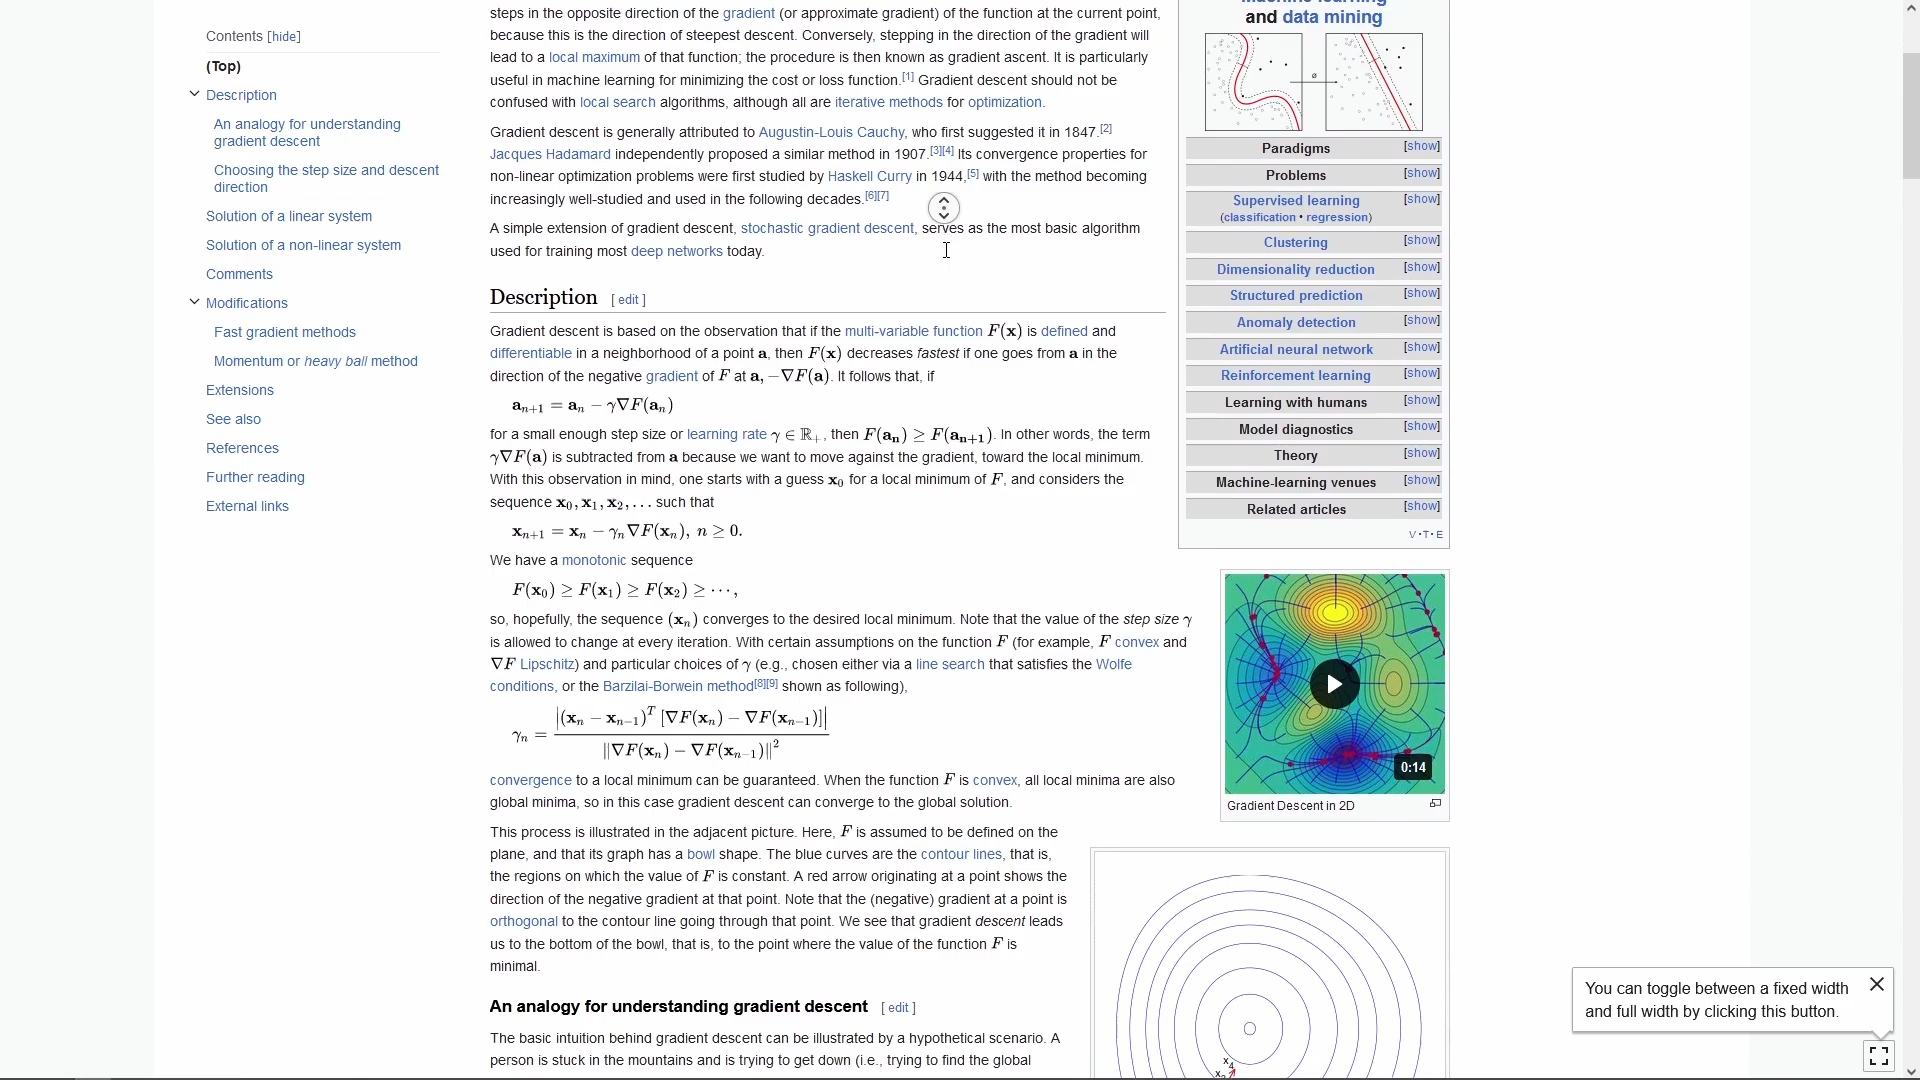 Contents [hide]
(Top)
Description
An analogy for understanding
gradient descent
Choosing the step size and descent
direction
Solution of a linear system
Solution of a non-linear system
Comments
Modifications
Fast gradient methods
Momentum or heavy ball method
Extensions
See also
References
Further reading
External links
steps in the opposite direction of the gradient (or approximate gradient) of the function at the current point,
because this is the direction of steepest descent. Conversely, stepping in the direction of the gradient will
lead to a local maximum of that function; the procedure is then known as gradient ascent. It is particularly
useful in machine learning for minimizing the cost or loss function.[1] Gradient descent should not be
confused with local search algorithms, although all are iterative methods for optimization.
Gradient descent is generally attributed to Augustin-Louis Cauchy, who first suggested it in 1847.[2]
Jacques Hadamard independently proposed a similar method in 1907.[3][4] Its convergence properties for
non-linear optimization problems were first studied by Haskell Curry in 1944,[5] with the method becoming
increasingly well-studied and used in the following decades.[6][7]
A simple extension of gradient descent, stochastic gradient descent, serves as the most basic algorithm
used for training most deep networks today.
Description [ edit ]
Gradient descent is based on the observation that if the multi-variable function F(x) is defined and
differentiable in a neighborhood of a point a, then F(x) decreases fastest if one goes from a in the
direction of the negative gradient of F at a, −∇F(a). It follows that, if
aₙ₊₁ = aₙ − γ∇F(aₙ)
for a small enough step size or learning rate γ ∈ ℝ₊, then F(aₙ) ≥ F(aₙ₊₁). In other words, the term
γ∇F(a) is subtracted from a because we want to move against the gradient, toward the local minimum.
With this observation in mind, one starts with a guess x₀ for a local minimum of F, and considers the
sequence x₀, x₁, x₂, … such that
xₙ₊₁ = xₙ − γₙ∇F(xₙ), n ≥ 0.
We have a monotonic sequence
F(x₀) ≥ F(x₁) ≥ F(x₂) ≥ ⋯,
so, hopefully, the sequence (xₙ) converges to the desired local minimum. Note that the value of the step size γ
is allowed to change at every iteration. With certain assumptions on the function F (for example, F convex and
∇F Lipschitz) and particular choices of γ (e.g., chosen either via a line search that satisfies the Wolfe
conditions, or the Barzilai-Borwein method[8][9] shown as following),
γₙ = |(xₙ − xₙ₋₁)ᵀ [∇F(xₙ) − ∇F(xₙ₋₁)]| / ‖∇F(xₙ) − ∇F(xₙ₋₁)‖²
convergence to a local minimum can be guaranteed. When the function F is convex, all local minima are also
global minima, so in this case gradient descent can converge to the global solution.
This process is illustrated in the adjacent picture. Here, F is assumed to be defined on the
plane, and that its graph has a bowl shape. The blue curves are the contour lines, that is,
the regions on which the value of F is constant. A red arrow originating at a point shows the
direction of the negative gradient at that point. Note that the (negative) gradient at a point is
orthogonal to the contour line going through that point. We see that gradient descent leads
us to the bottom of the bowl, that is, to the point where the value of the function F is
minimal.
An analogy for understanding gradient descent [ edit ]
The basic intuition behind gradient descent can be illustrated by a hypothetical scenario. A
person is stuck in the mountains and is trying to get down (i.e., trying to find the global
Machine learning
and data mining
ø
Paradigms [show]
Problems [show]
Supervised learning [show]
(classification • regression)
Clustering [show]
Dimensionality reduction [show]
Structured prediction [show]
Anomaly detection [show]
Artificial neural network [show]
Reinforcement learning [show]
Learning with humans [show]
Model diagnostics [show]
Theory [show]
Machine-learning venues [show]
Related articles [show]
V • T • E
0:14
Gradient Descent in 2D
x₄
You can toggle between a fixed width
and full width by clicking this button.